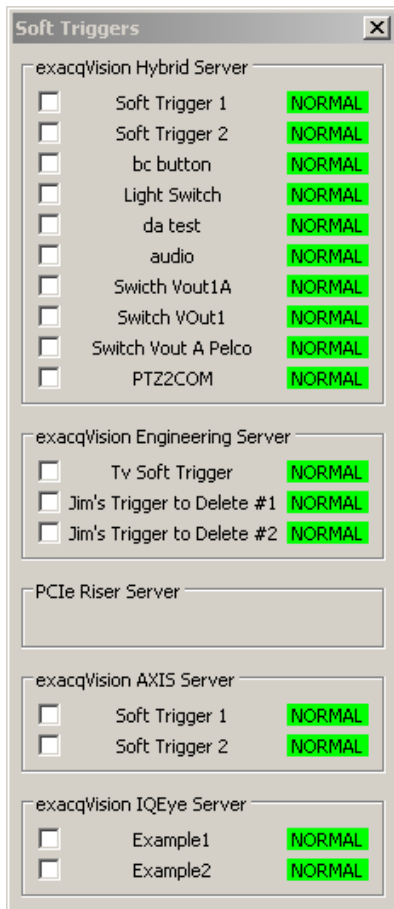 Soft Triggers
exacqVision Hybrid Server
Soft Trigger 1 NORMAL
Soft Trigger 2 NORMAL
bc button NORMAL
Light Switch NORMAL
da test NORMAL
audio NORMAL
Swicth Vout1A NORMAL
Switch VOut1 NORMAL
Switch Vout A Pelco NORMAL
PTZ2COM NORMAL
exacqVision Engineering Server
Tv Soft Trigger NORMAL
Jim's Trigger to Delete #1 NORMAL
Jim's Trigger to Delete #2 NORMAL
PCIe Riser Server
exacqVision AXIS Server
Soft Trigger 1 NORMAL
Soft Trigger 2 NORMAL
exacqVision IQEye Server
Example1 NORMAL
Example2 NORMAL